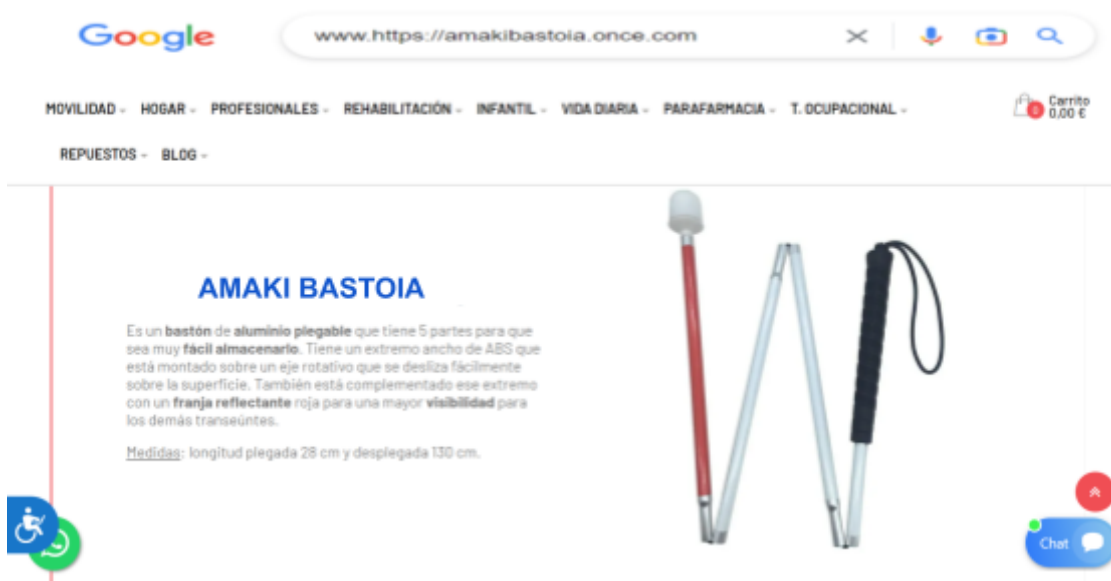 Google www.https://amakibastoia.once.com
MOVILIDAD HOGAR PROFESIONALES REHABILITACIÓN INFANTIL VIDA DIARIA PARAFARMACIA T. OCUPACIONAL
0 Carrito
0,00 €
REPUESTOS BLOG
AMAKI BASTOIA
Es un bastón de aluminio plegable que tiene 5 partes para que
sea muy fácil almacenarlo. Tiene un extremo ancho de ABS que
está montado sobre un eje rotativo que se desliza fácilmente
sobre la superficie. También está complementado ese extremo
con un franja reflectante roja para una mayor visibilidad para
los demás transeúntes.
Medidas: longitud plegada 28 cm y desplegada 130 cm.
Chat